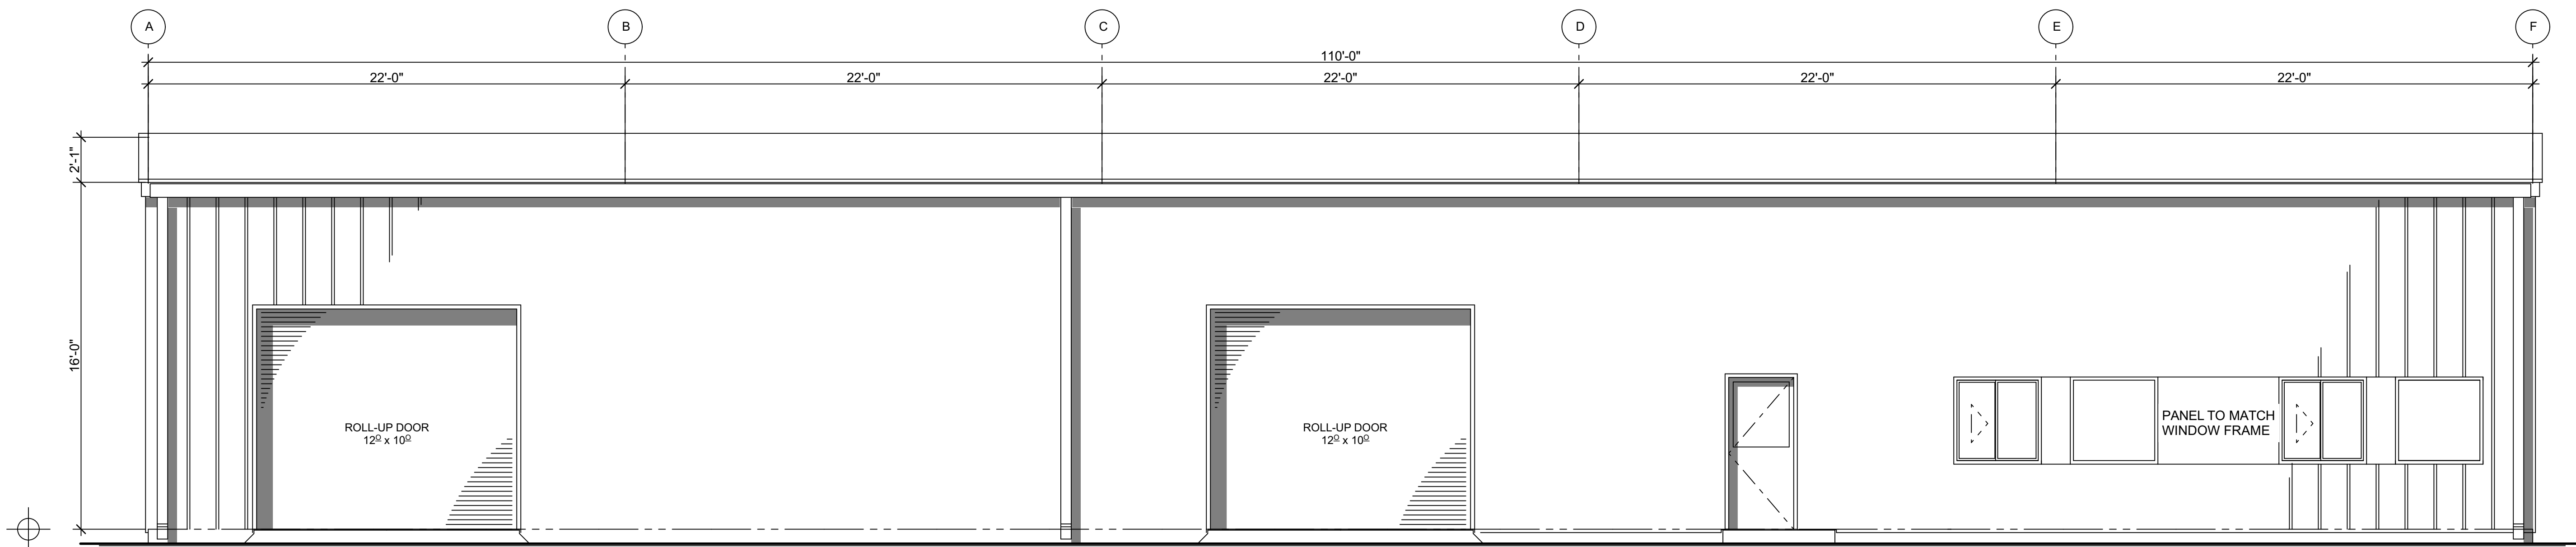 A B C D E F
110'-0"
22'-0" 22'-0" 22'-0" 22'-0" 22'-0"
2'-1"
16'-0"
ROLL-UP DOOR
12⁰ x 10⁰
ROLL-UP DOOR
12⁰ x 10⁰
PANEL TO MATCH
WINDOW FRAME